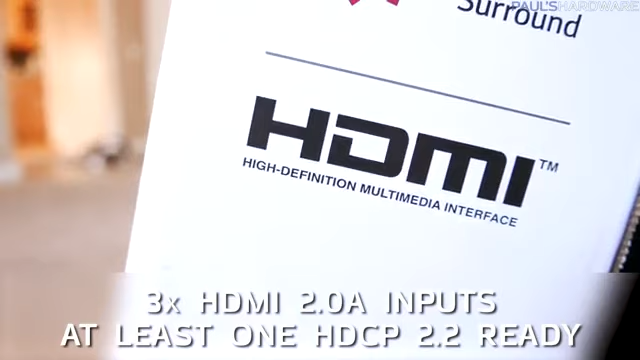 PAUL'SHARDWARE
Surround
HDMI™
HIGH-DEFINITION MULTIMEDIA INTERFACE
3x HDMI 2.0A INPUTS
AT LEAST ONE HDCP 2.2 READY